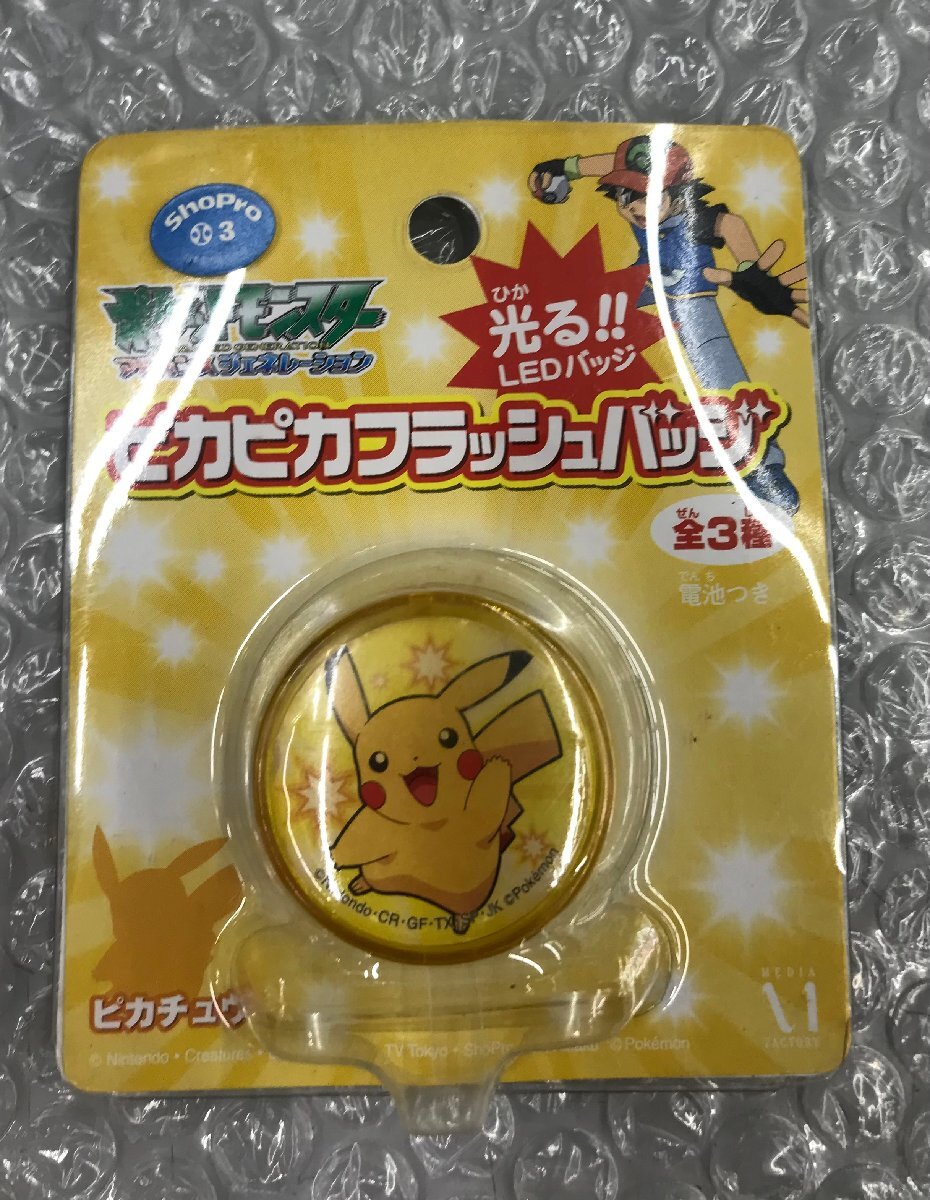 ShoPro
3
ポケットモンスター
アドバンスジェネレーション
ひか
光る!!
LEDバッジ
ピカピカフラッシュバッジ
ぜん しゅ
全3種
でんち
電池つき
©Nintendo・CR・GF・TX・SP・JK ©Pokémon
ピカチュウ
MEDIA
FACTORY
© Nintendo・Creatures・
TV Tokyo・ShoPro
©Pokémon